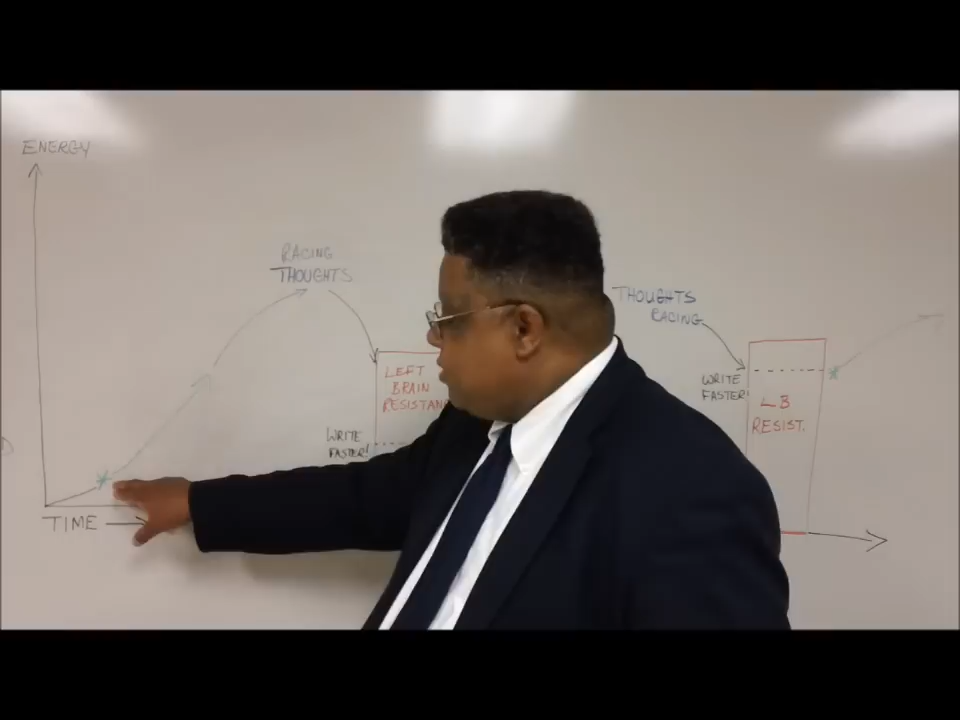 ENERGY
RACING
THOUGHTS
LEFT
BRAIN
WRITE
FASTER!
TIME
THOUGHTS
RACING
WRITE
FASTER!
LB
RESIST.